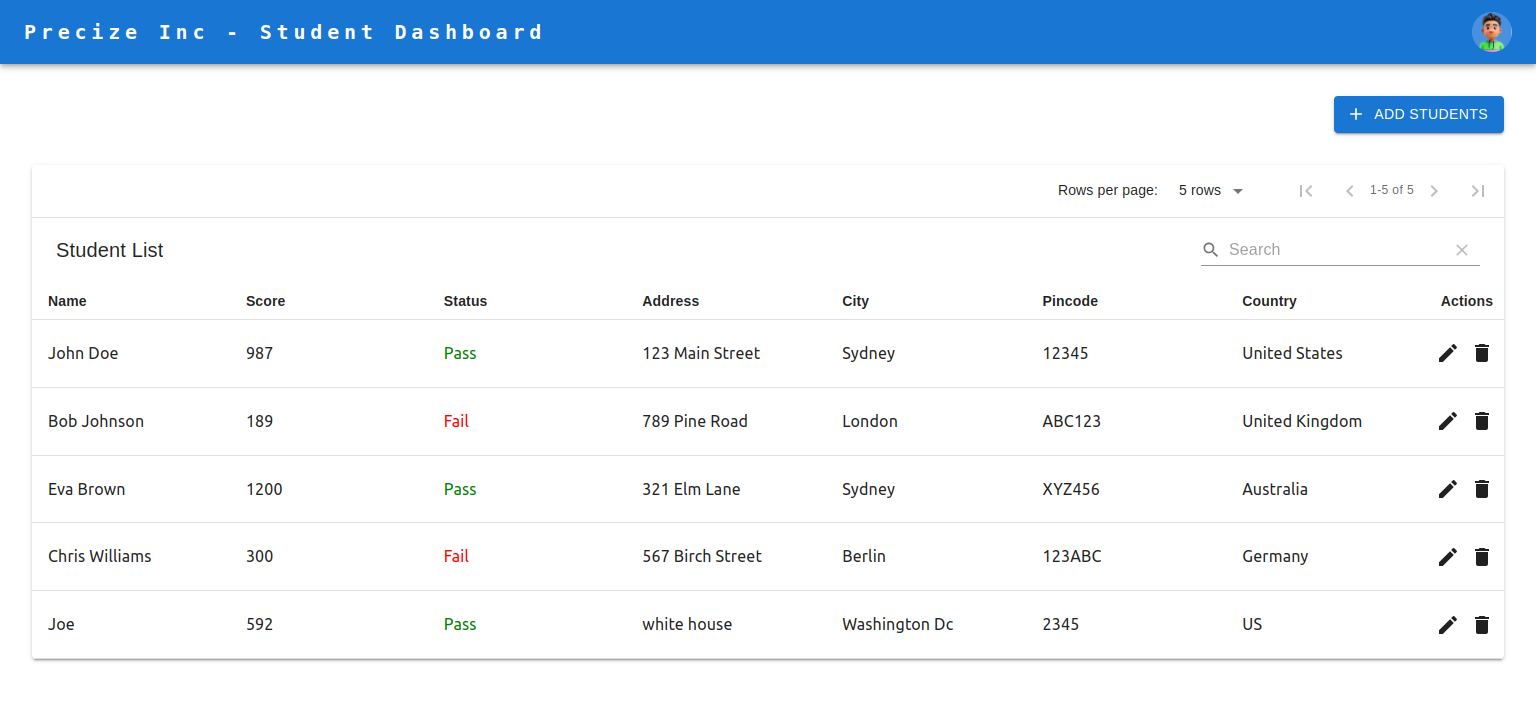 Precize Inc - Student Dashboard
+ ADD STUDENTS
Rows per page: 5 rows 1-5 of 5
Student List Search
Name Score Status Address City Pincode Country Actions
John Doe 987 Pass 123 Main Street Sydney 12345 United States
Bob Johnson 189 Fail 789 Pine Road London ABC123 United Kingdom
Eva Brown 1200 Pass 321 Elm Lane Sydney XYZ456 Australia
Chris Williams 300 Fail 567 Birch Street Berlin 123ABC Germany
Joe 592 Pass white house Washington Dc 2345 US